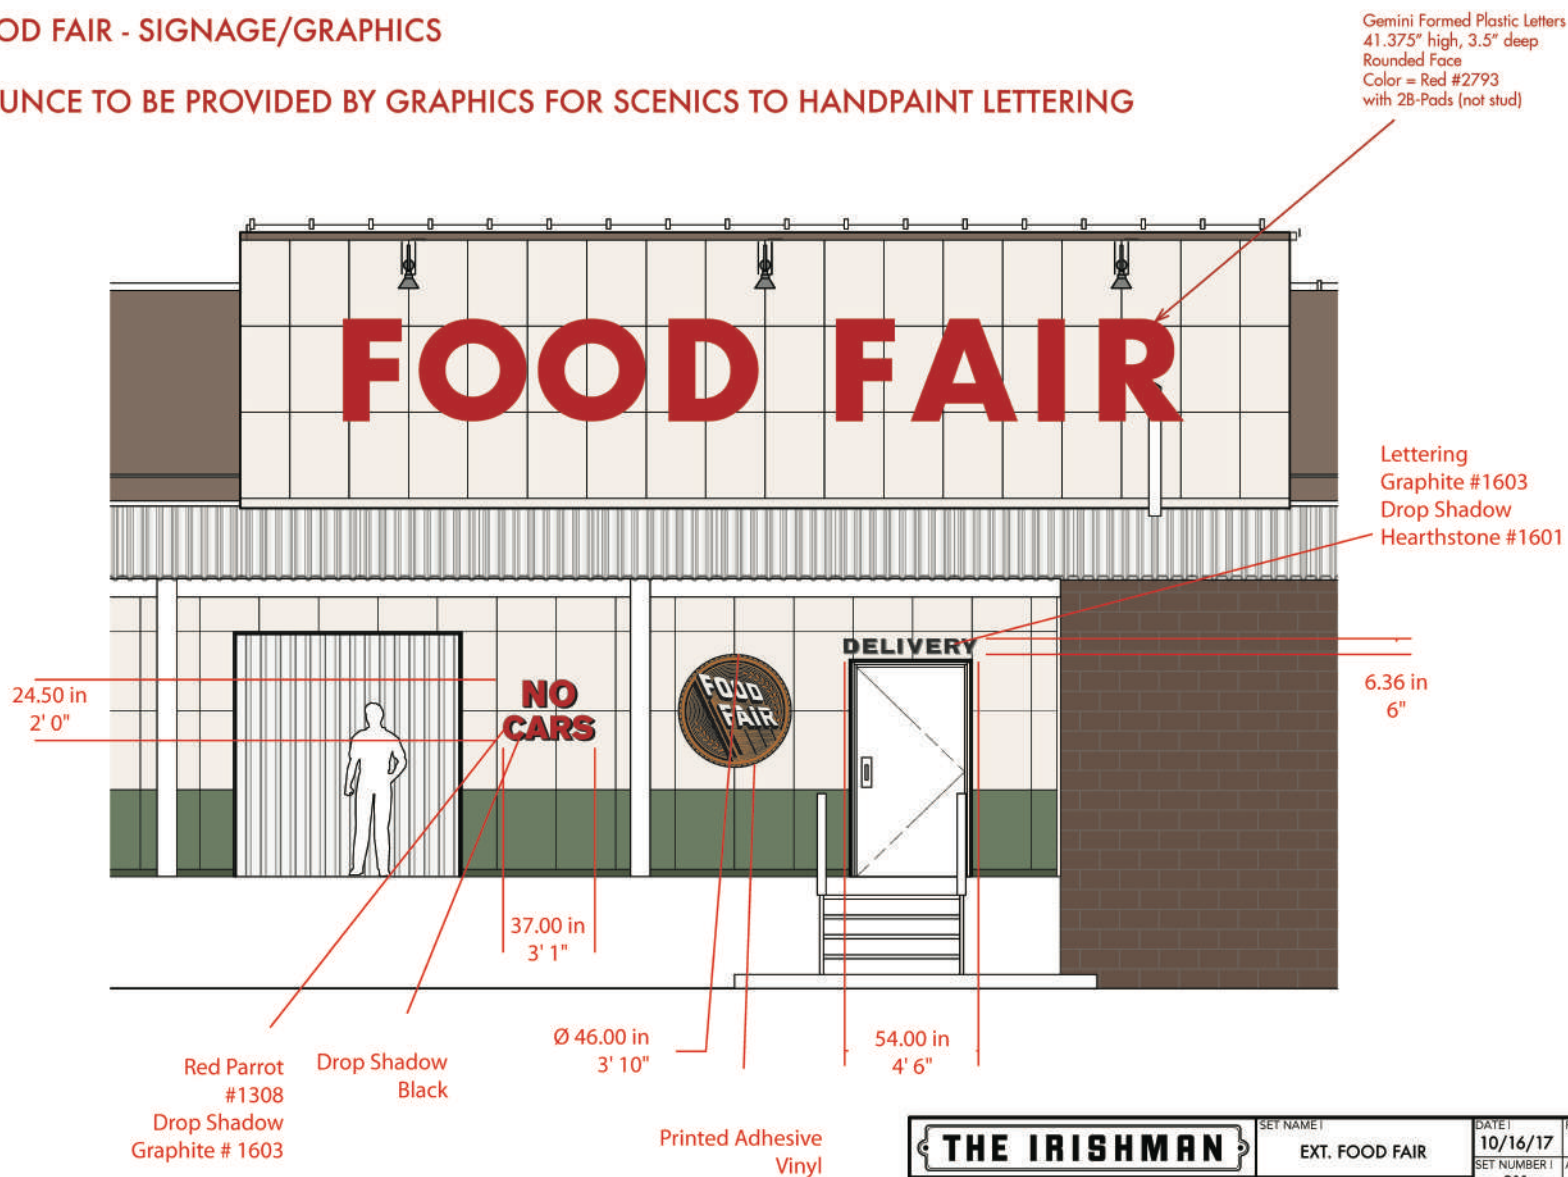 OD FAIR - SIGNAGE/GRAPHICS
UNCE TO BE PROVIDED BY GRAPHICS FOR SCENICS TO HANDPAINT LETTERING
Gemini Formed Plastic Letters
41.375" high, 3.5" deep
Rounded Face
Color = Red #2793
with 2B-Pads (not stud)
FOOD FAIR
Lettering
Graphite #1603
Drop Shadow
Hearthstone #1601
DELIVERY
24.50 in
2' 0"
NO
CARS
FOOD
FAIR
6.36 in
6"
37.00 in
3' 1"
Ø 46.00 in
3' 10"
54.00 in
4' 6"
Red Parrot
#1308
Drop Shadow
Graphite # 1603
Drop Shadow
Black
Printed Adhesive
Vinyl
THE IRISHMAN
SET NAME |
EXT. FOOD FAIR
DATE |
10/16/17
SET NUMBER |